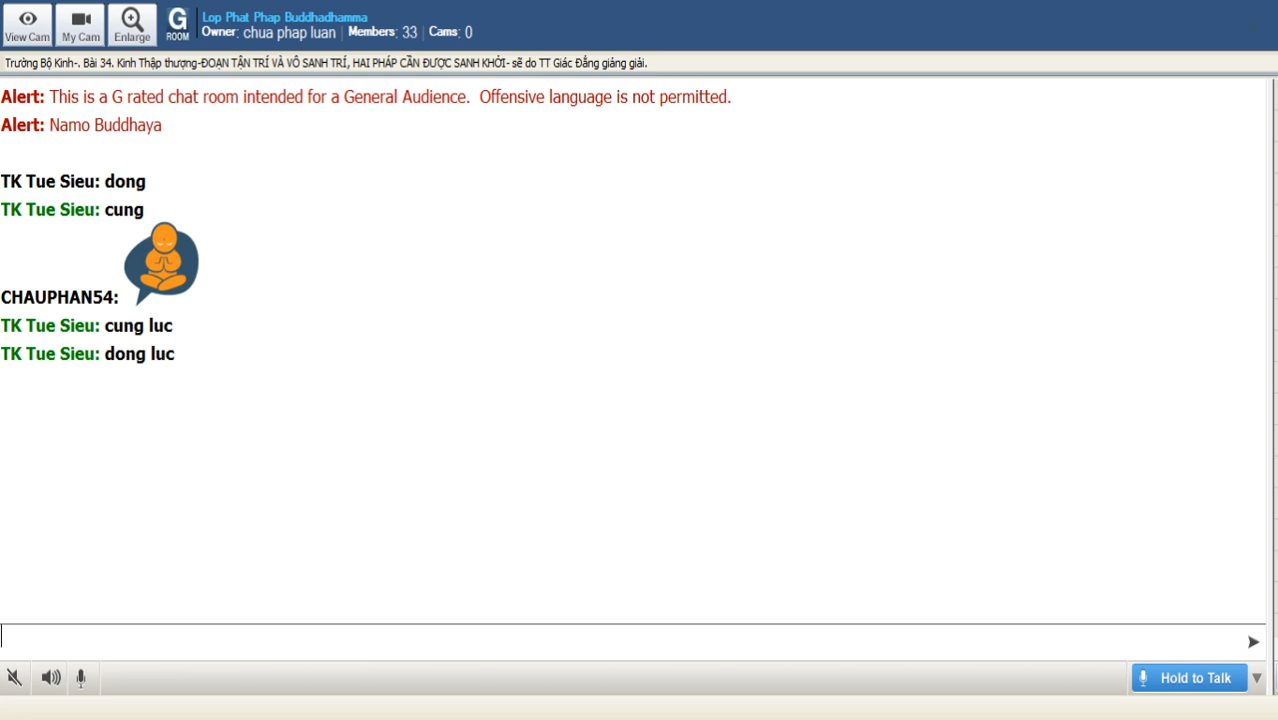 View Cam
My Cam
Enlarge
G
ROOM
Lop Phat Phap Buddhadhamma
Owner: chua phap luan | Members: 33 | Cams: 0
Trường Bộ Kinh-. Bài 34. Kinh Thập thượng-ĐOẠN TẬN TRÍ VÀ VÔ SANH TRÍ, HAI PHÁP CẦN ĐƯỢC SANH KHỞI- sẽ do TT Giác Đẳng giảng giải.
Alert: This is a G rated chat room intended for a General Audience. Offensive language is not permitted.
Alert: Namo Buddhaya
TK Tue Sieu: dong
TK Tue Sieu: cung
CHAUPHAN54:
TK Tue Sieu: cung luc
TK Tue Sieu: dong luc
Hold to Talk